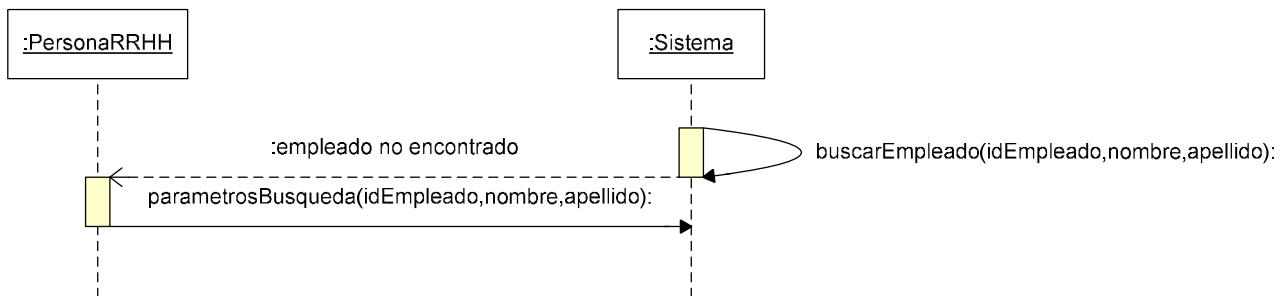 :PersonaRRHH
:Sistema
:empleado no encontrado
buscarEmpleado(idEmpleado,nombre,apellido):
parametrosBusqueda(idEmpleado,nombre,apellido):